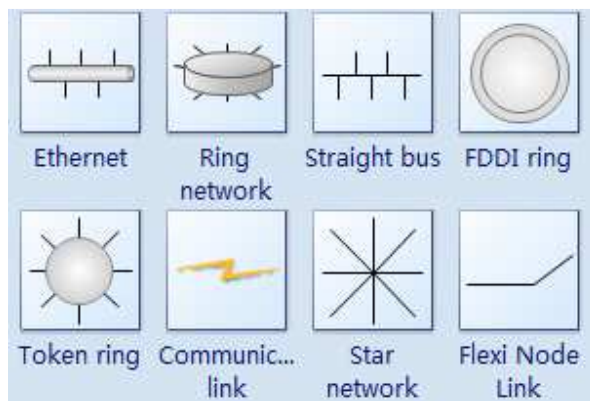 Ethernet
Ring
network
Straight bus
FDDI ring
Token ring
Communic...
link
Star
network
Flexi Node
Link